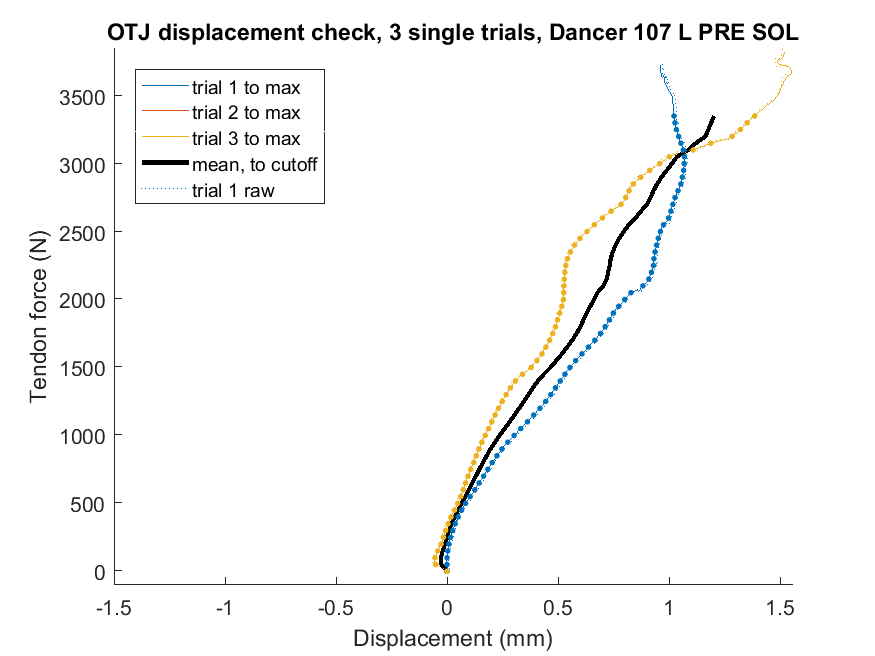 OTJ displacement check, 3 single trials, Dancer 107 L PRE SOL
trial 1 to max
trial 2 to max
trial 3 to max
mean, to cutoff
trial 1 raw
Tendon force (N)
3500
3000
2500
2000
1500
1000
500
0
-1.5 -1 -0.5 0 0.5 1 1.5
Displacement (mm)